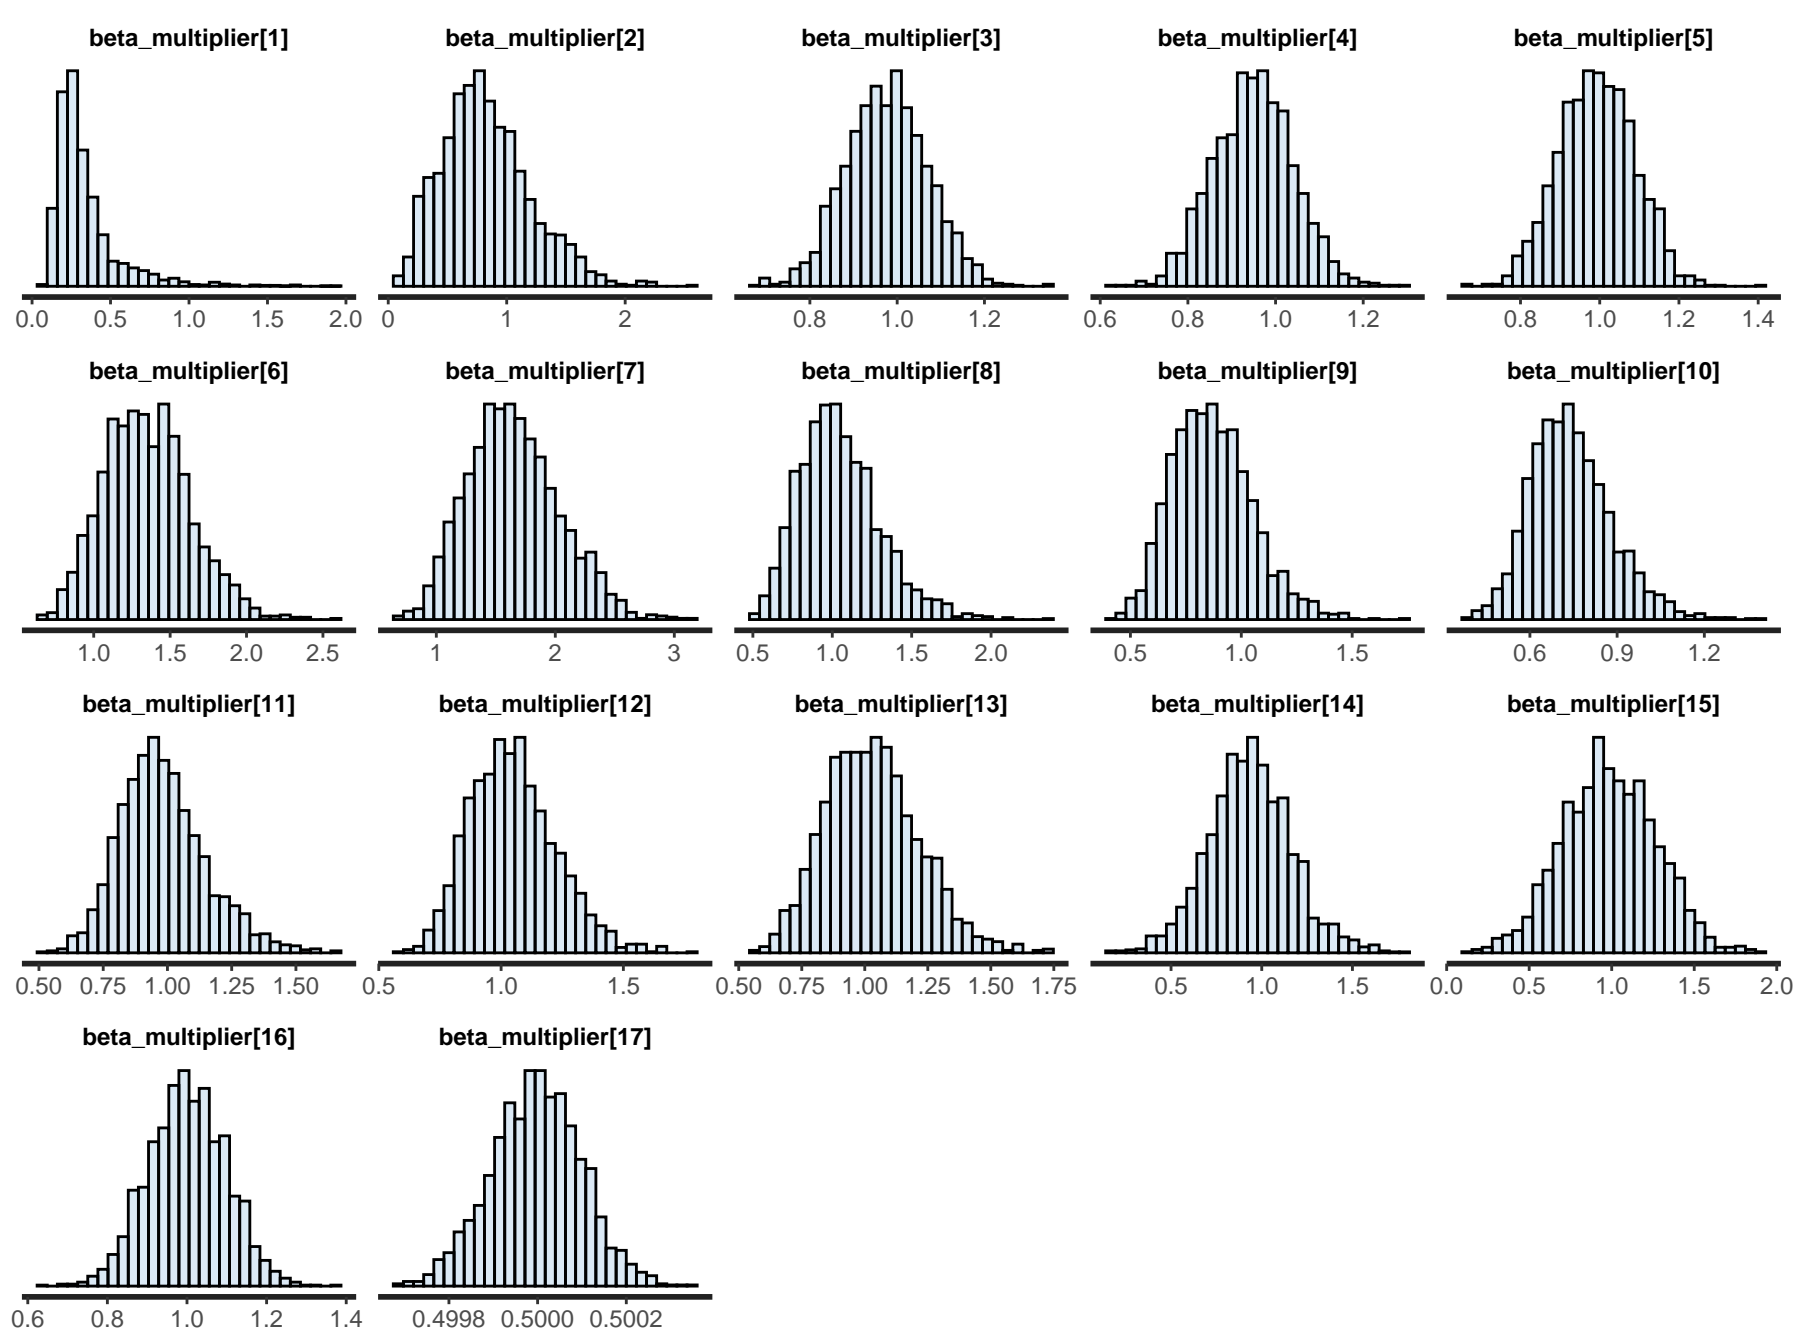 beta_multiplier[1] beta_multiplier[2] beta_multiplier[3] beta_multiplier[4] beta_multiplier[5]
0.0 0.5 1.0 1.5 2.0 0 1 2 0.8 1.0 1.2 0.6 0.8 1.0 1.2 0.8 1.0 1.2 1.4
beta_multiplier[6] beta_multiplier[7] beta_multiplier[8] beta_multiplier[9] beta_multiplier[10]
1.0 1.5 2.0 2.5 1 2 3 0.5 1.0 1.5 2.0 0.5 1.0 1.5 0.6 0.9 1.2
beta_multiplier[11] beta_multiplier[12] beta_multiplier[13] beta_multiplier[14] beta_multiplier[15]
0.50 0.75 1.00 1.25 1.50 0.5 1.0 1.5 0.50 0.75 1.00 1.25 1.50 1.75 0.5 1.0 1.5 0.0 0.5 1.0 1.5 2.0
beta_multiplier[16] beta_multiplier[17]
0.6 0.8 1.0 1.2 1.4 0.4998 0.5000 0.5002